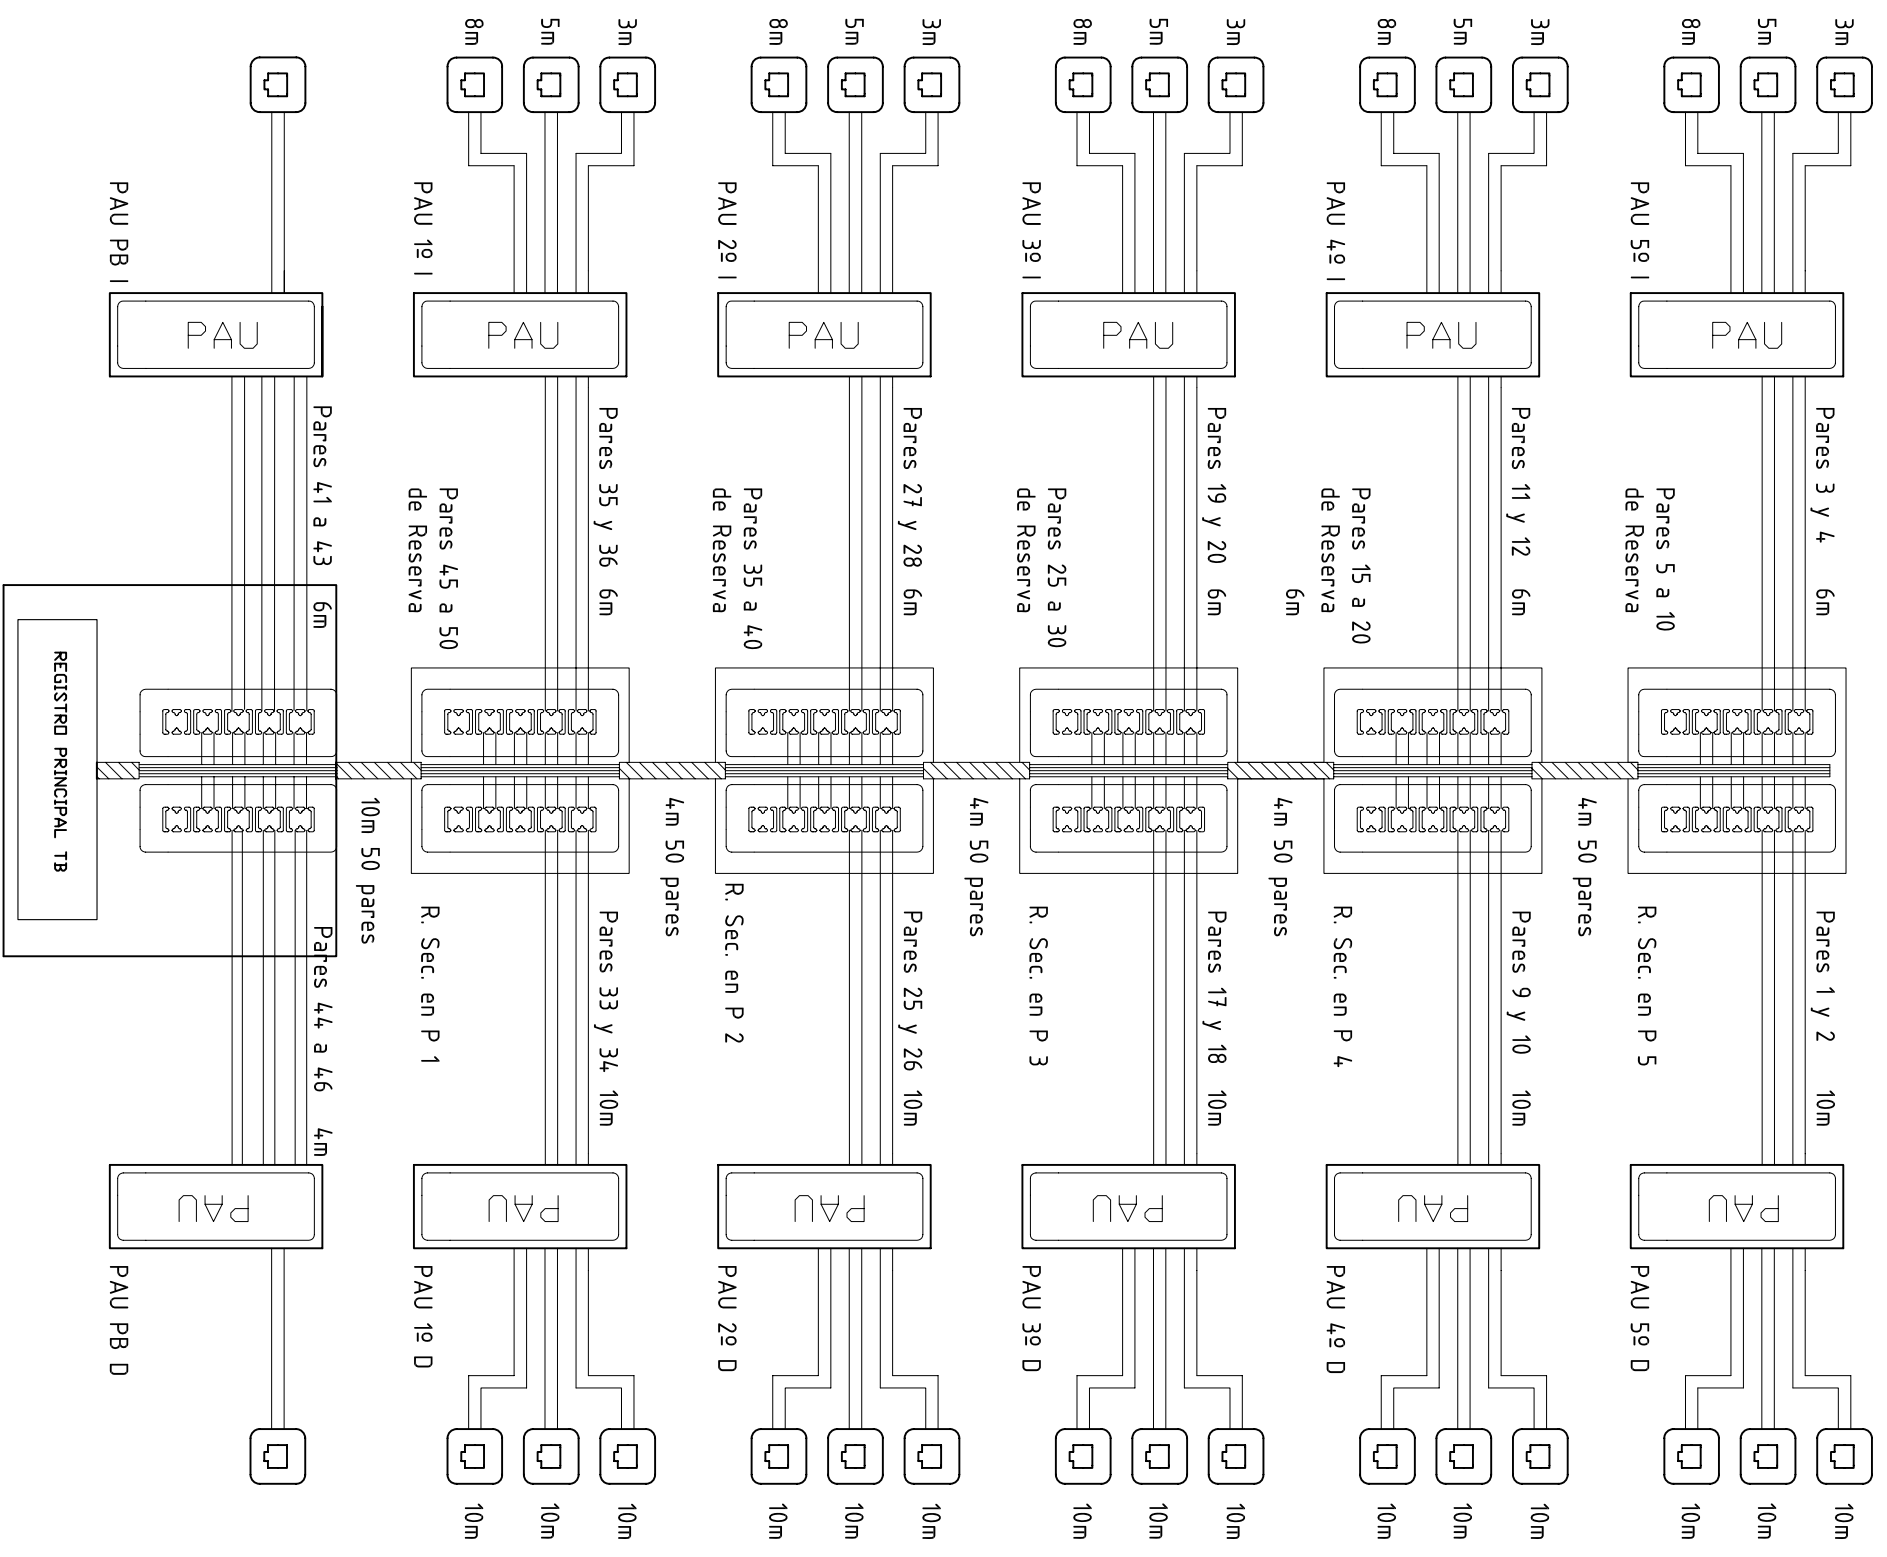 3m
10m
Pares 3 y 4 6m
Pares 1 y 2 10m
5m
PAU
PAU
10m
8m
10m
Pares 5 a 10
de Reserva
PAU 5º I
R. Sec. en P 5
PAU 5º D
4m 50 pares
3m
10m
Pares 11 y 12 6m
Pares 9 y 10 10m
5m
PAU
PAU
10m
8m
10m
Pares 15 a 20
de Reserva
PAU 4º I
R. Sec. en P 4
PAU 4º D
6m
4m 50 pares
3m
10m
Pares 19 y 20 6m
Pares 17 y 18 10m
5m
PAU
PAU
10m
8m
10m
Pares 25 a 30
de Reserva
PAU 3º I
R. Sec. en P 3
PAU 3º D
4m 50 pares
3m
10m
Pares 27 y 28 6m
Pares 25 y 26 10m
5m
PAU
PAU
10m
8m
10m
Pares 35 a 40
de Reserva
PAU 2º I
R. Sec. en P 2
PAU 2º D
4m 50 pares
3m
10m
Pares 35 y 36 6m
Pares 33 y 34 10m
5m
PAU
PAU
10m
8m
10m
Pares 45 a 50
de Reserva
PAU 1º I
R. Sec. en P 1
PAU 1º D
10m 50 pares
Pares 41 a 43 6m
Pares 44 a 46 4m
PAU
PAU
PAU PB I
PAU PB D
REGISTRO PRINCIPAL TB